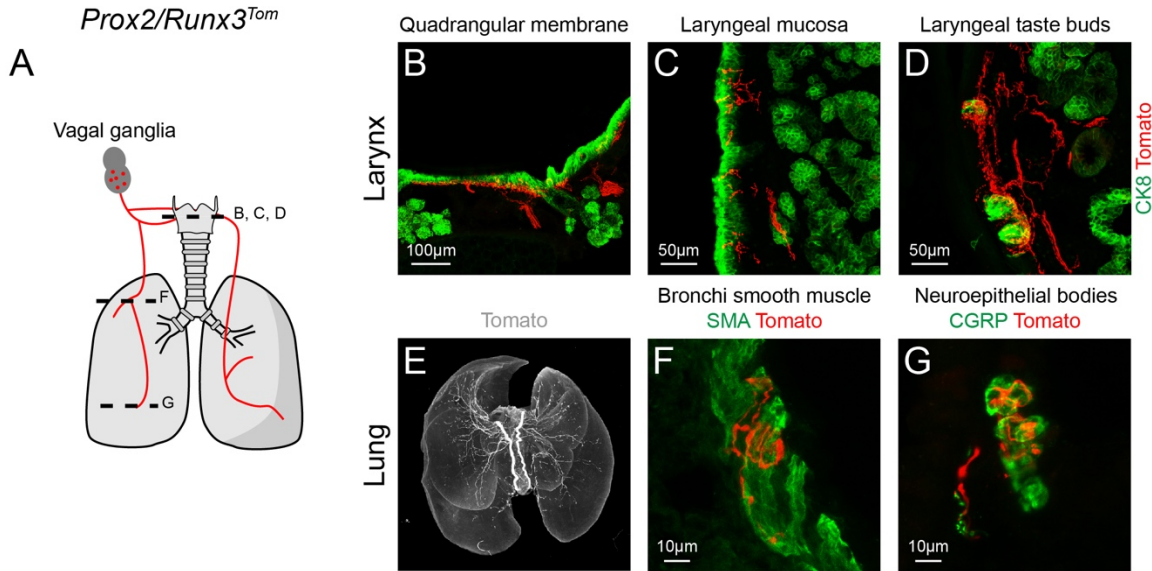 Prox2/Runx3Tom
A
Vagal ganglia
B, C, D
F
G
Larynx
Quadrangular membrane
B
100µm
Laryngeal mucosa
C
50µm
Laryngeal taste buds
D
50µm
CK8 Tomato
Lung
Tomato
E
Bronchi smooth muscle
SMA Tomato
F
10µm
Neuroepithelial bodies
CGRP Tomato
G
10µm